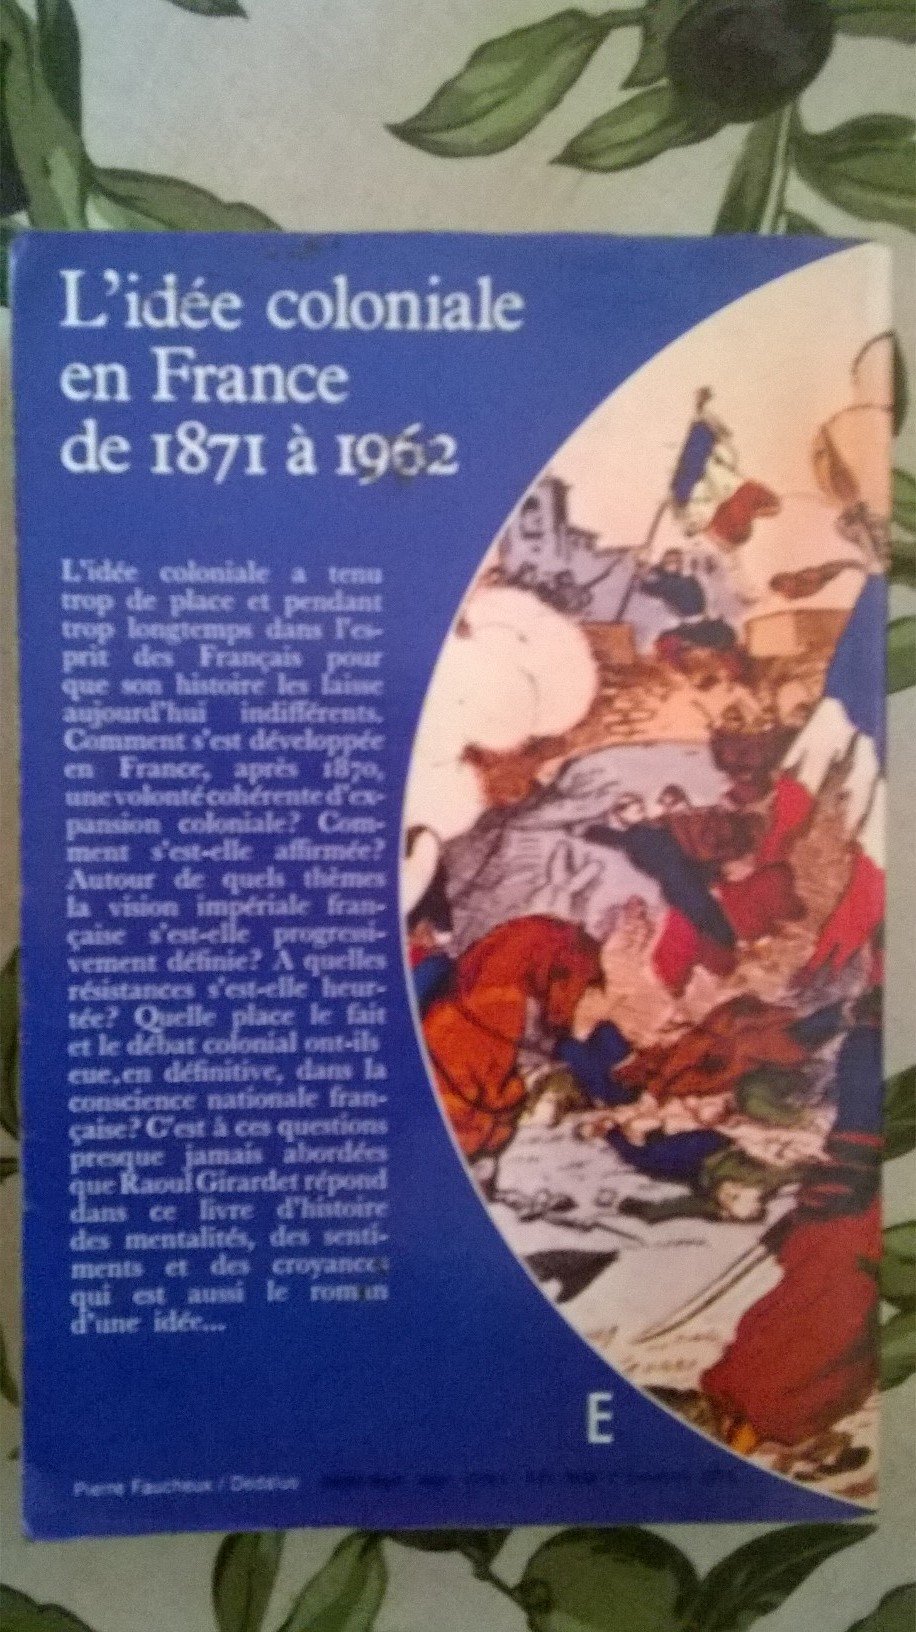 L'idée coloniale
en France
de 1871 à 1962
L'idée coloniale a tenu
trop de place et pendant
trop longtemps dans l'es-
prit des Français pour
que son histoire les laisse
aujourd'hui indifférents.
Comment s'est développée
en France, après 1870,
une volonté cohérente d'ex-
pansion coloniale? Com-
ment s'est-elle affirmée?
Autour de quels thèmes
la vision impériale fran-
çaise s'est-elle progressi-
vement définie? A quelles
résistances s'est-elle heur-
tée? Quelle place le fait
et le débat colonial ont-ils
eue, en définitive, dans la
conscience nationale fran-
çaise? C'est à ces questions
presque jamais abordées
que Raoul Girardet répond
dans ce livre d'histoire
des mentalités, des senti-
ments et des croyances
qui est aussi le roman
d'une idée...
E
Pierre Faucheux / Dedalus